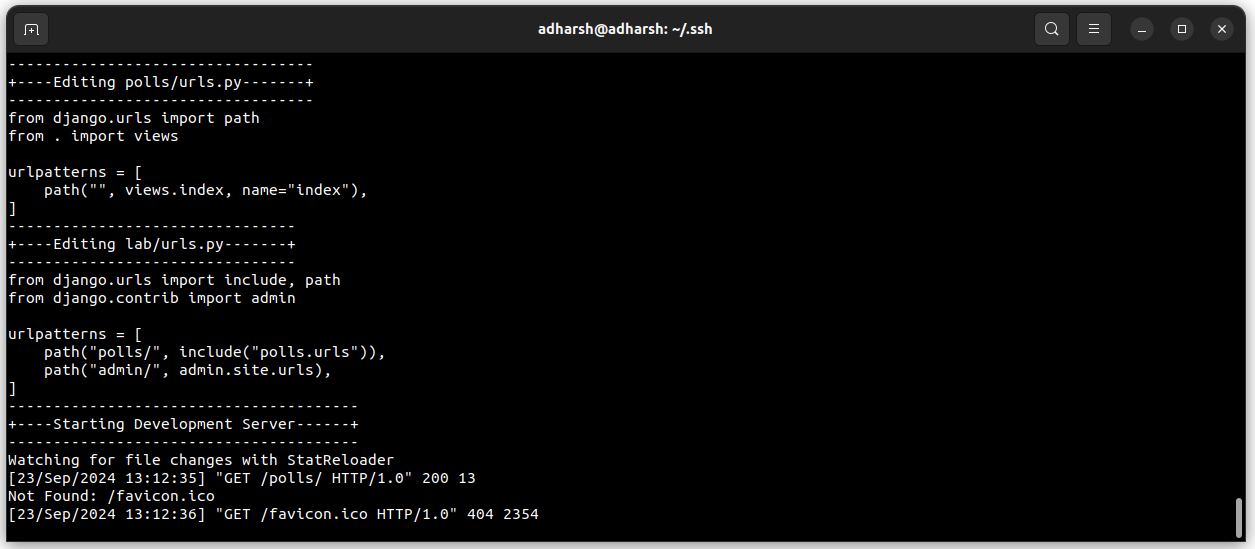 adharsh@adharsh: ~/.ssh
----------------------------------
+----Editing polls/urls.py-------+
----------------------------------
from django.urls import path
from . import views

urlpatterns = [
    path("", views.index, name="index"),
]
--------------------------------
+----Editing lab/urls.py-------+
--------------------------------
from django.urls import include, path
from django.contrib import admin

urlpatterns = [
    path("polls/", include("polls.urls")),
    path("admin/", admin.site.urls),
]
---------------------------------------
+----Starting Development Server------+
---------------------------------------
Watching for file changes with StatReloader
[23/Sep/2024 13:12:35] "GET /polls/ HTTP/1.0" 200 13
Not Found: /favicon.ico
[23/Sep/2024 13:12:36] "GET /favicon.ico HTTP/1.0" 404 2354